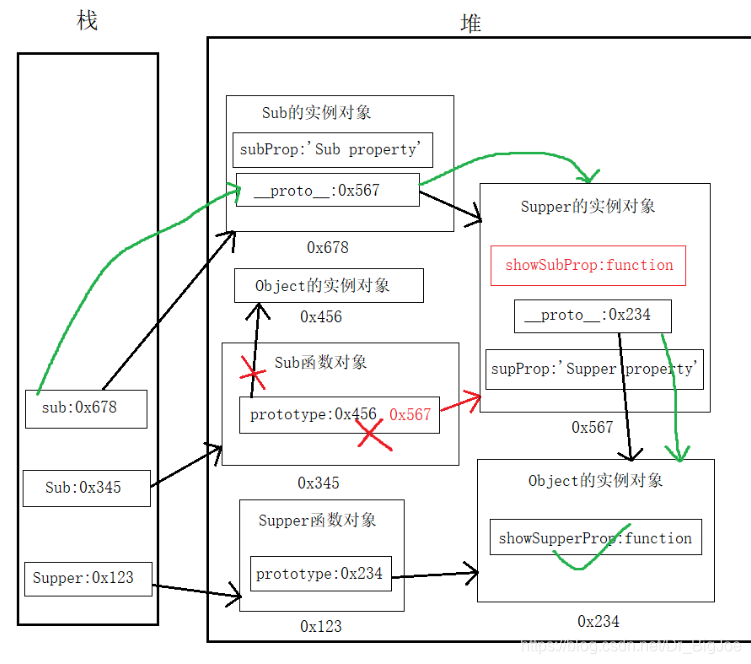 栈
堆
Sub的实例对象
subProp:'Sub property'
__proto__:0x567
0x678
Supper的实例对象
showSubProp:function
__proto__:0x234
supProp:'Supper property'
0x567
Object的实例对象
0x456
Sub函数对象
prototype:0x456 0x567
0x345
sub:0x678
Sub:0x345
Supper:0x123
Supper函数对象
prototype:0x234
0x123
Object的实例对象
showSupperProp:function
0x234
https://blog.csdn.net/Dr_BigJoe